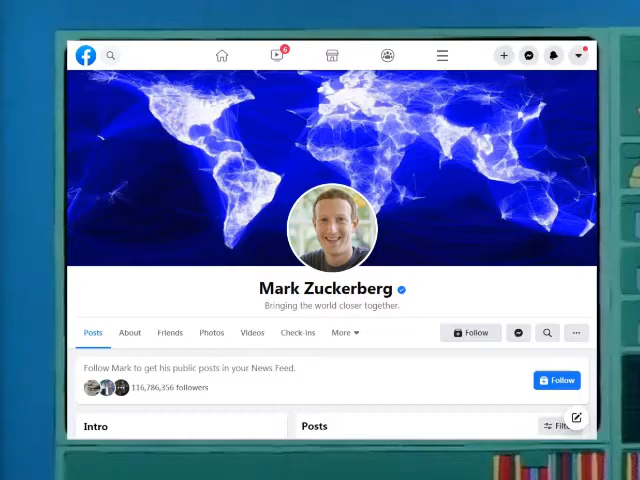 6
Mark Zuckerberg
Bringing the world closer together.
Posts About Friends Photos Videos Check-ins More Follow
Follow Mark to get his public posts in your News Feed.
116,786,356 followers
Follow
Intro
Posts